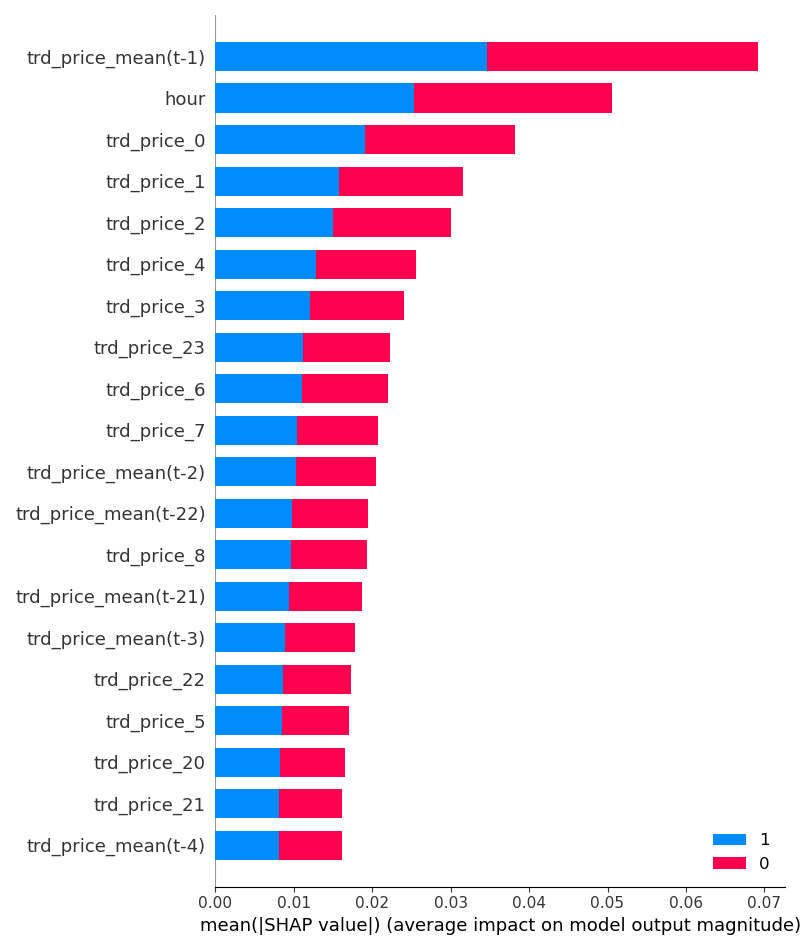 trd_price_mean(t-1)
hour
trd_price_0
trd_price_1
trd_price_2
trd_price_4
trd_price_3
trd_price_23
trd_price_6
trd_price_7
trd_price_mean(t-2)
trd_price_mean(t-22)
trd_price_8
trd_price_mean(t-21)
trd_price_mean(t-3)
trd_price_22
trd_price_5
trd_price_20
trd_price_21
trd_price_mean(t-4)
1
0
0.00 0.01 0.02 0.03 0.04 0.05 0.06 0.07
mean(|SHAP value|) (average impact on model output magnitude)